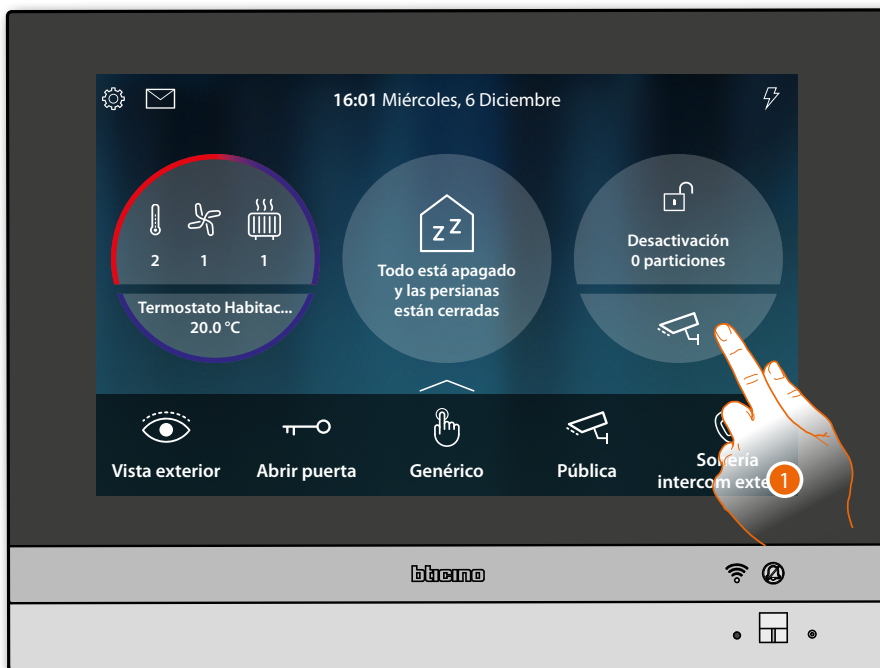 16:01 Miércoles, 6 Diciembre
2 1 1
Termostato Habitac...
20.0 °C
Todo está apagado
y las persianas
están cerradas
Desactivación
0 particiones
Vista exterior
Abrir puerta
Genérico
Pública
intercom
1
bticino